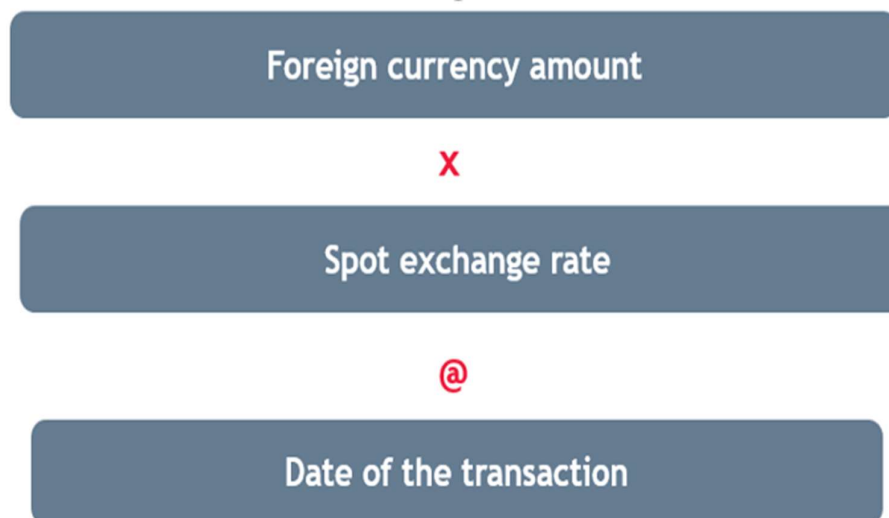 Foreign currency amount
X
Spot exchange rate
@
Date of the transaction